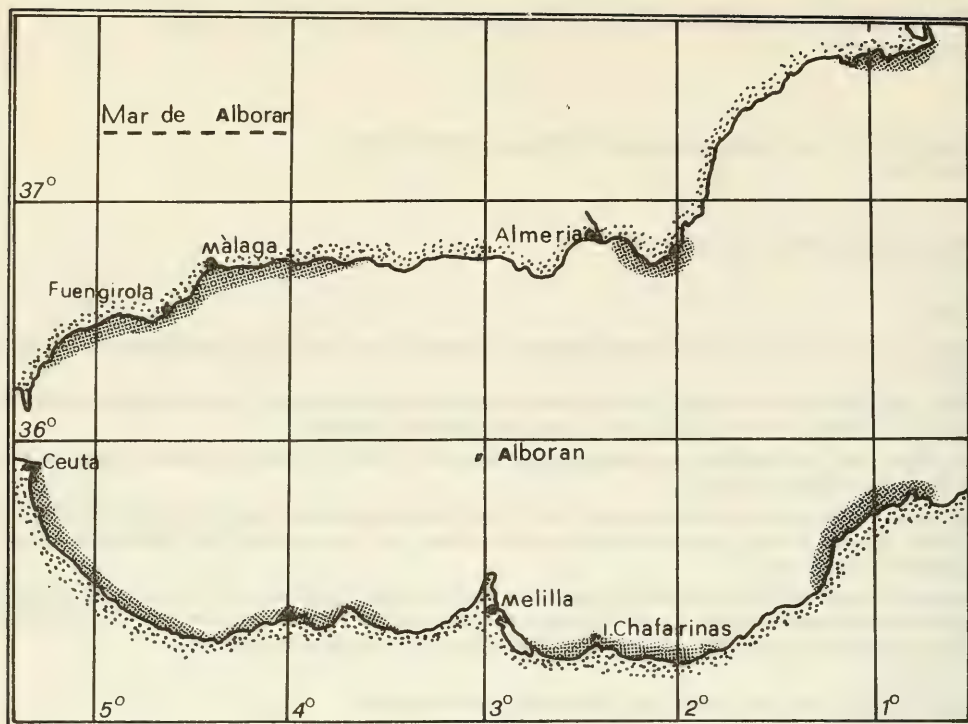 Mar de Alboran
37°
Almeria
Màlaga
Fuengirola
36°
Ceuta
Alboran
Melilla
I.Chafarinas
5° 4° 3° 2° 1°